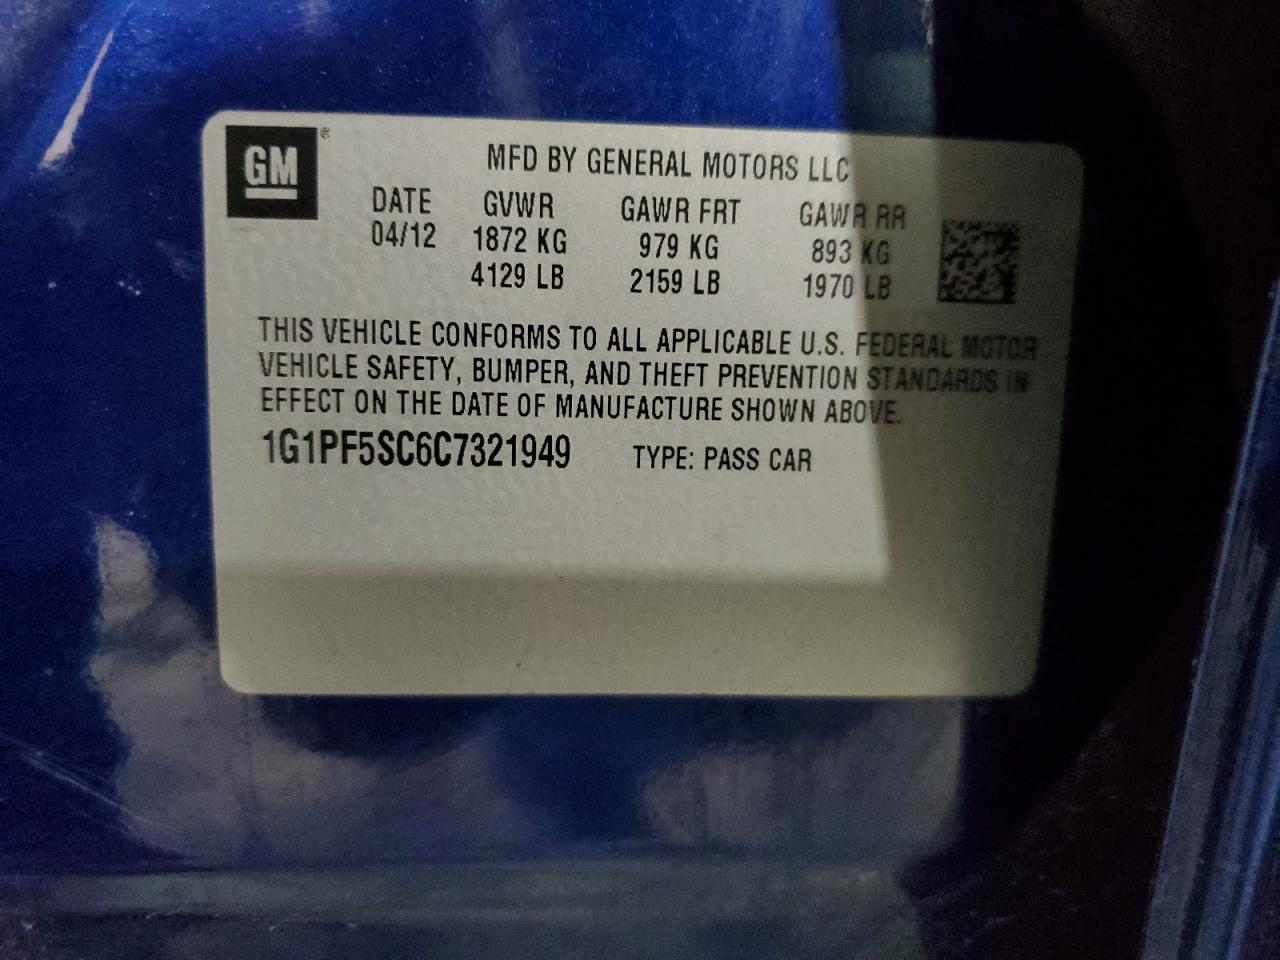 GM ®
MFD BY GENERAL MOTORS LLC
DATE GVWR GAWR FRT GAWR RR
04/12 1872 KG 979 KG 893 KG
4129 LB 2159 LB 1970 LB
THIS VEHICLE CONFORMS TO ALL APPLICABLE U.S. FEDERAL MOTOR
VEHICLE SAFETY, BUMPER, AND THEFT PREVENTION STANDARDS IN
EFFECT ON THE DATE OF MANUFACTURE SHOWN ABOVE.
1G1PF5SC6C7321949 TYPE: PASS CAR